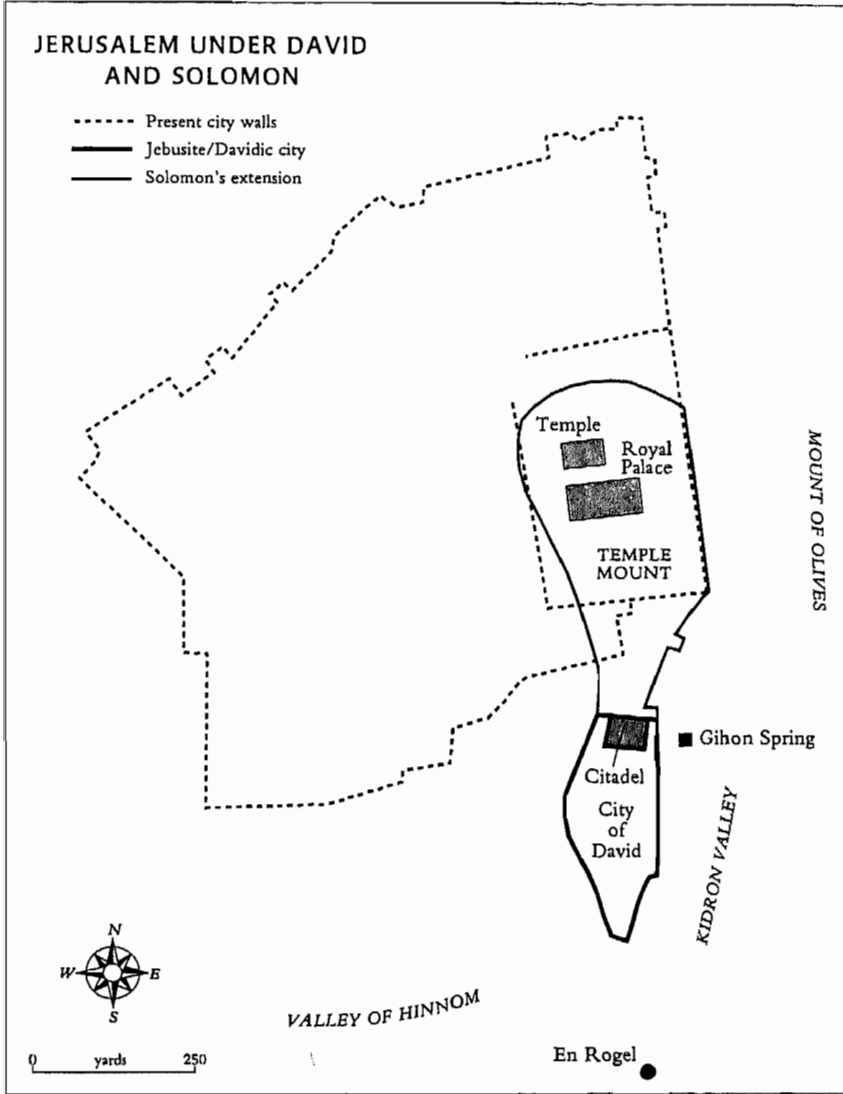 JERUSALEM UNDER DAVID
AND SOLOMON
Present city walls
Jebusite/Davidic city
Solomon's extension
Temple
Royal
Palace
TEMPLE
MOUNT
MOUNT OF OLIVES
Gihon Spring
Citadel
City
of
David
KIDRON VALLEY
N
W
E
S
VALLEY OF HINNOM
0 yards 250
En Rogel